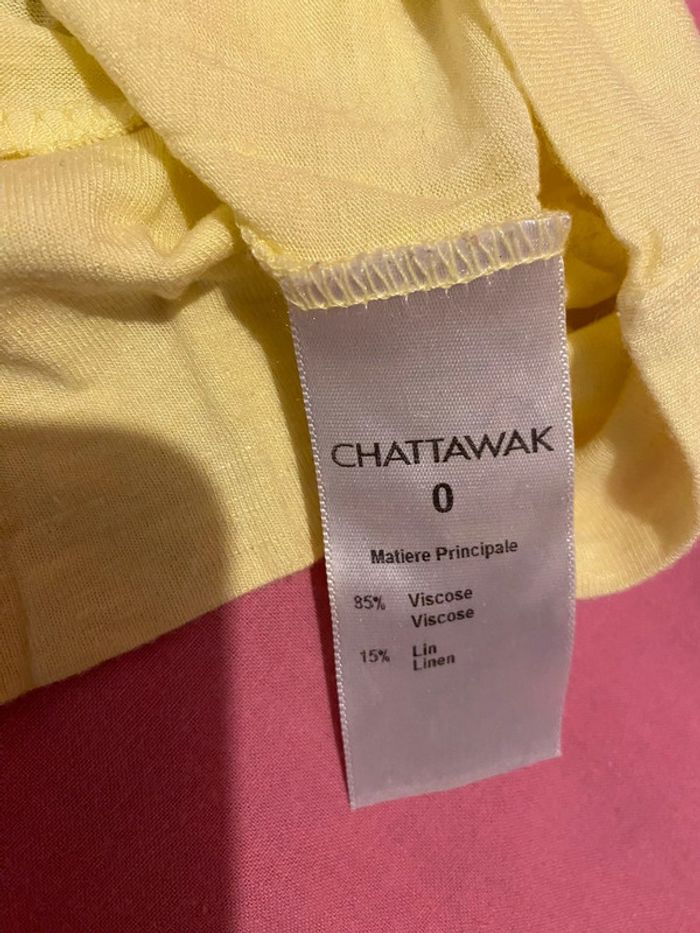 CHATTAWAK
0
Matiere Principale
85% Viscose
Viscose
15% Lin
Linen